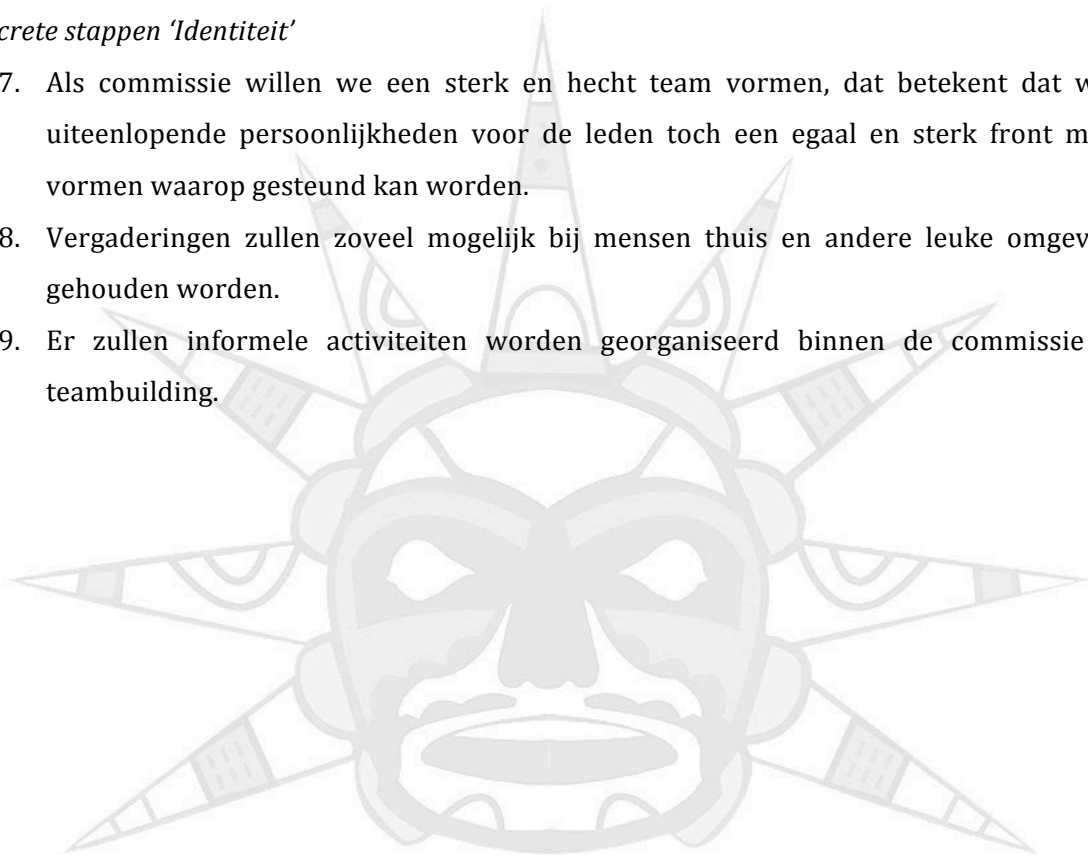 crete stappen ‘Identiteit’
7. Als commissie willen we een sterk en hecht team vormen, dat betekent dat w
uiteenlopende persoonlijkheden voor de leden toch een egaal en sterk front m
vormen waarop gesteund kan worden.
8. Vergaderingen zullen zoveel mogelijk bij mensen thuis en andere leuke omgev
gehouden worden.
9. Er zullen informele activiteiten worden georganiseerd binnen de commissie
teambuilding.